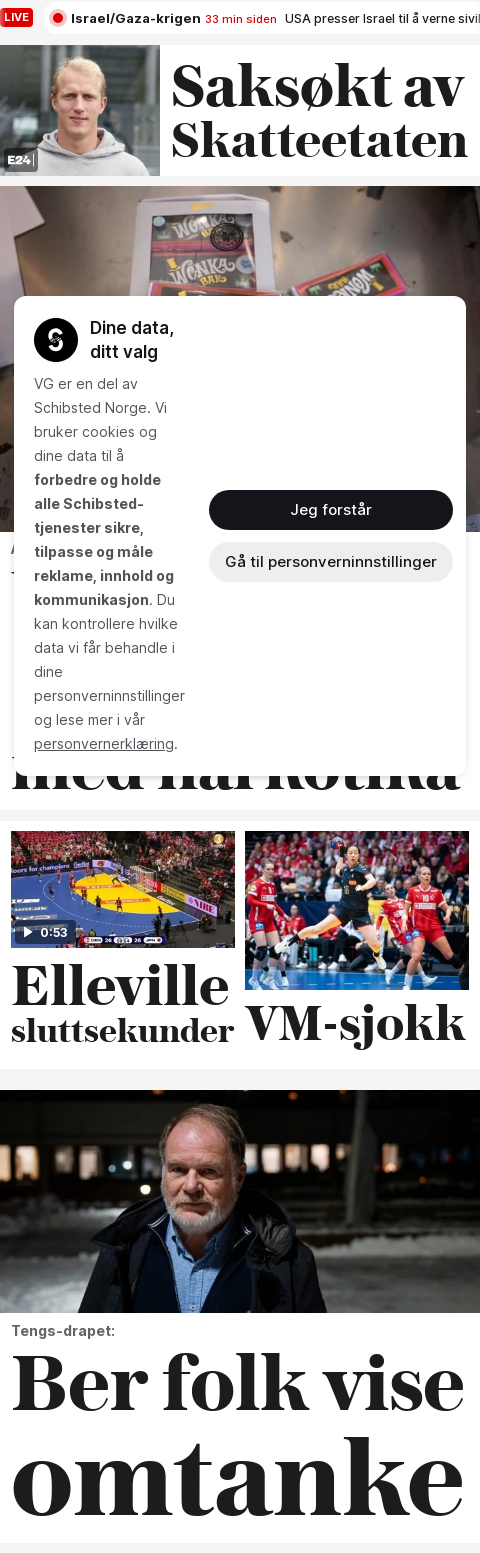 LIVE
Israel/Gaza-krigen 33 min siden USA presser Israel til å verne sivil
E24
Saksøkt av
Skatteetaten
WONKA
BAR
WONKA
BAR
Dine data,
ditt valg
VG er en del av
Schibsted Norge. Vi
bruker cookies og
dine data til å
forbedre og holde
alle Schibsted-
tjenester sikre,
tilpasse og måle
reklame, innhold og
kommunikasjon. Du
kan kontrollere hvilke
data vi får behandle i
dine
personverninnstillinger
og lese mer i vår
personvernerklæring.
Jeg forstår
Gå til personverninnstillinger
med narkotika
0:53
Elleville
sluttsekunder
VM-sjokk
Tengs-drapet:
Ber folk vise
omtanke